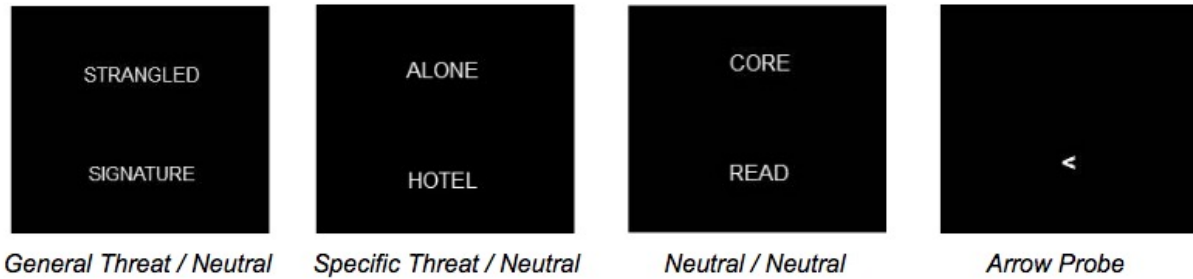 STRANGLED
SIGNATURE
General Threat / Neutral
ALONE
HOTEL
Specific Threat / Neutral
CORE
READ
Neutral / Neutral
<
Arrow Probe